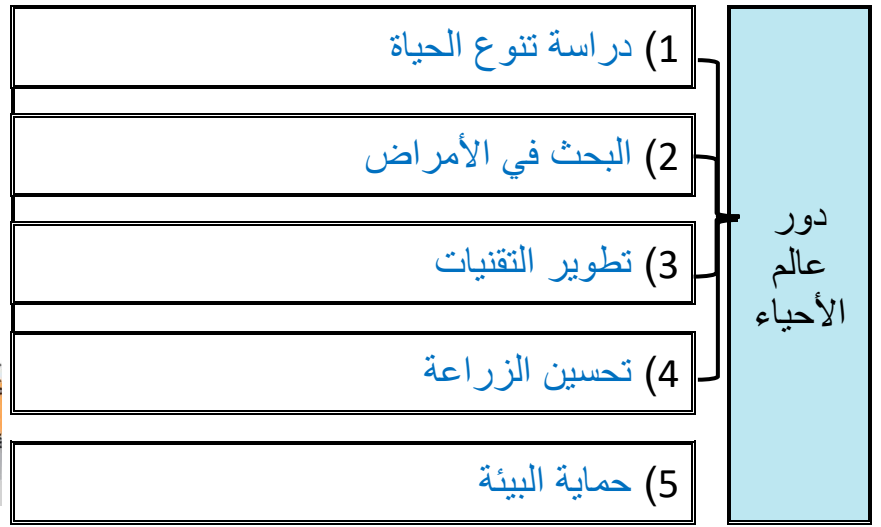 دور
عالم
الأحياء
1) دراسة تنوع الحياة
2) البحث في الأمراض
3) تطوير التقنيات
4) تحسين الزراعة
5) حماية البيئة